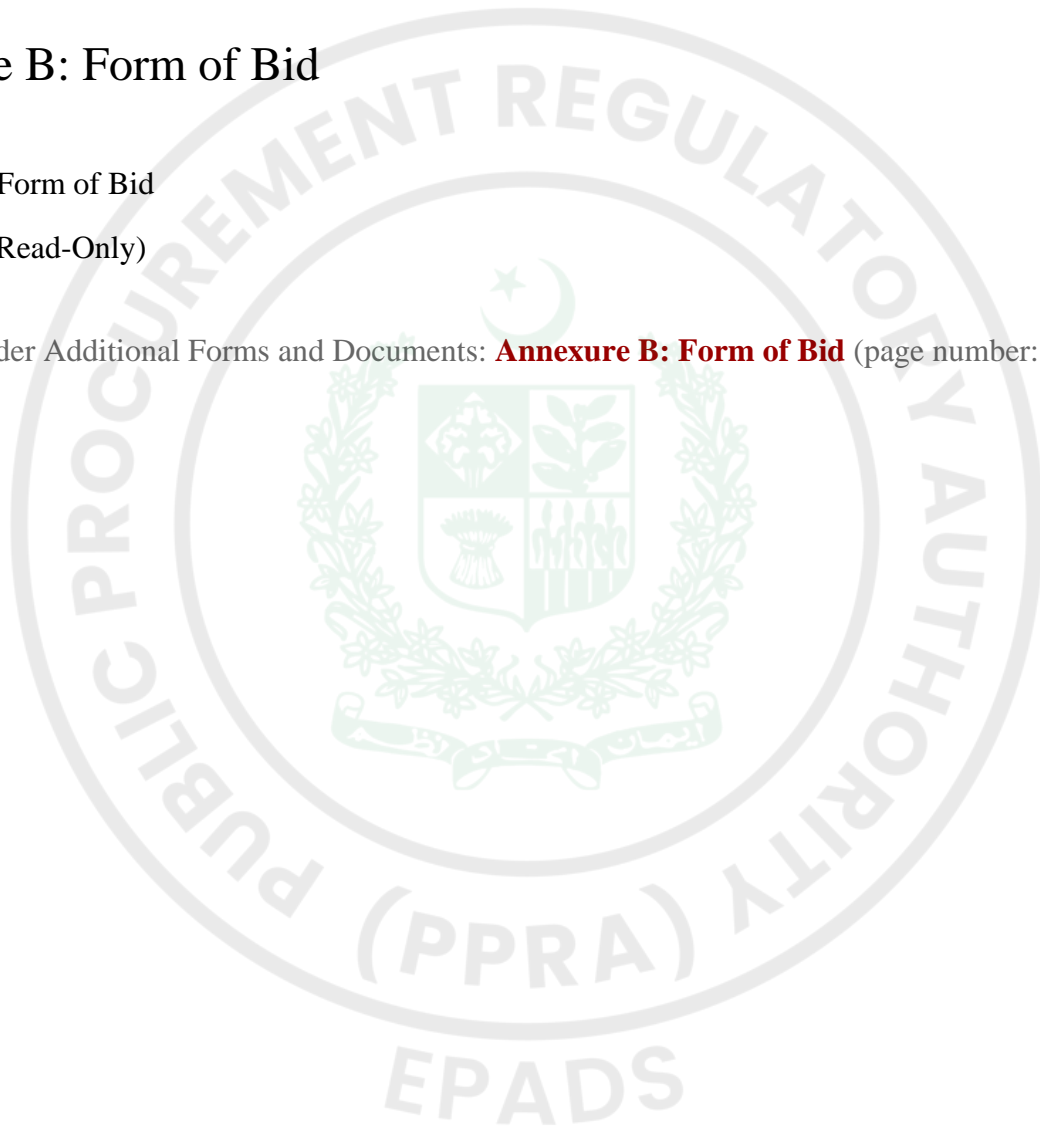 e B: Form of Bid
Form of Bid
Read-Only)
der Additional Forms and Documents: Annexure B: Form of Bid (page number:
PUBLIC PROCUREMENT REGULATORY AUTHORITY
(PPRA)
EPADS